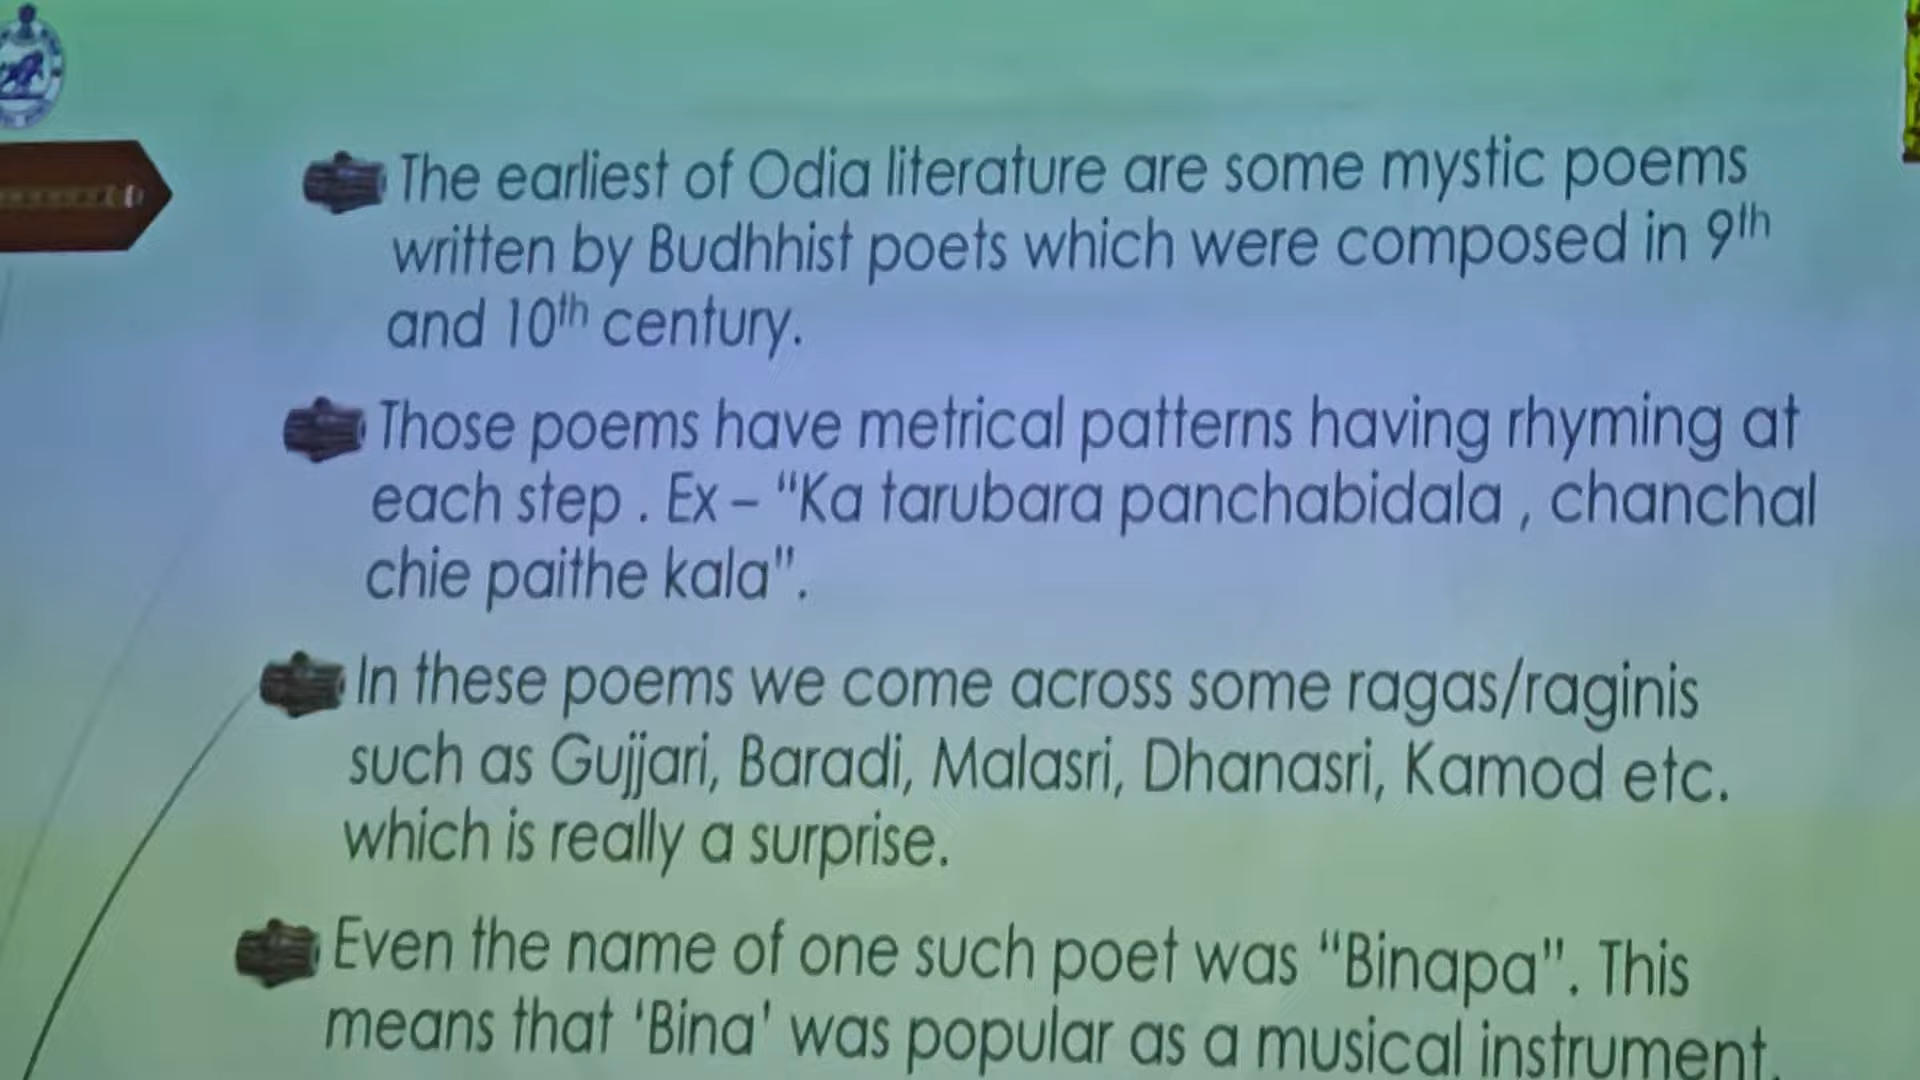 The earliest of Odia literature are some mystic poems
written by Budhhist poets which were composed in 9th
and 10th century.
Those poems have metrical patterns having rhyming at
each step . Ex – "Ka tarubara panchabidala , chanchal
chie paithe kala".
In these poems we come across some ragas/raginis
such as Gujjari, Baradi, Malasri, Dhanasri, Kamod etc.
which is really a surprise.
Even the name of one such poet was "Binapa". This
means that 'Bina' was popular as a musical instrument.